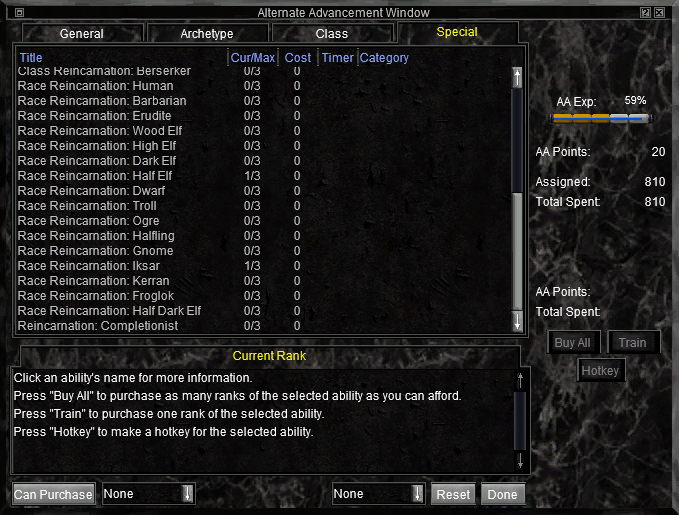 Alternate Advancement Window
General Archetype Class Special
Title Cur/Max Cost Timer Category
Class Reincarnation: Berserker 0/3 0
Race Reincarnation: Human 0/3 0
Race Reincarnation: Barbarian 0/3 0
Race Reincarnation: Erudite 0/3 0
Race Reincarnation: Wood Elf 0/3 0
Race Reincarnation: High Elf 0/3 0
Race Reincarnation: Dark Elf 0/3 0
Race Reincarnation: Half Elf 1/3 0
Race Reincarnation: Dwarf 0/3 0
Race Reincarnation: Troll 0/3 0
Race Reincarnation: Ogre 0/3 0
Race Reincarnation: Halfling 0/3 0
Race Reincarnation: Gnome 0/3 0
Race Reincarnation: Iksar 1/3 0
Race Reincarnation: Kerran 0/3 0
Race Reincarnation: Froglok 0/3 0
Race Reincarnation: Half Dark Elf 0/3 0
Reincarnation: Completionist 0/3 0
AA Exp: 59%
AA Points: 20
Assigned: 810
Total Spent: 810
AA Points:
Total Spent:
Buy All Train
Hotkey
Current Rank
Click an ability's name for more information.
Press "Buy All" to purchase as many ranks of the selected ability as you can afford.
Press "Train" to purchase one rank of the selected ability.
Press "Hotkey" to make a hotkey for the selected ability.
Can Purchase None None Reset Done